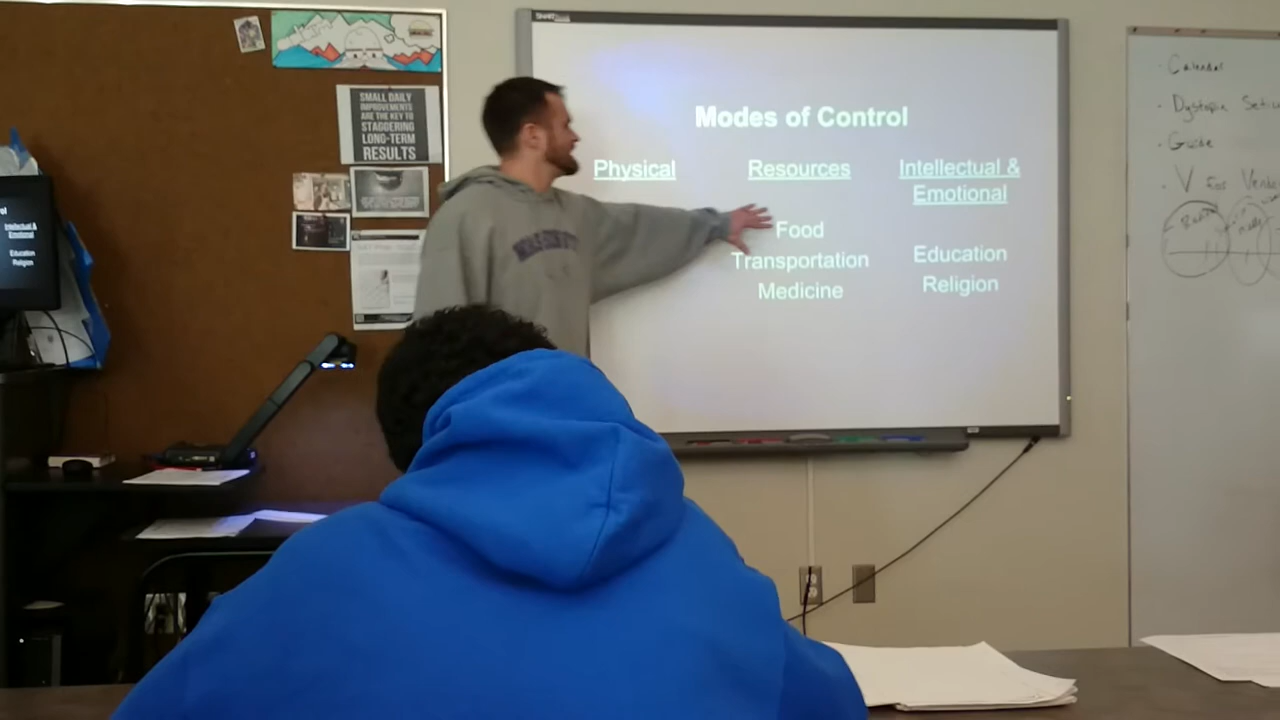 SMALL DAILY
IMPROVEMENTS
ARE THE KEY TO
STAGGERING
LONG-TERM
RESULTS
Modes of Control
Physical
Resources
Food
Transportation
Medicine
Intellectual &
Emotional
Education
Religion
Intellectual &
Emotional
Education
Religion
Calendar
Dystopia
Guide
V For